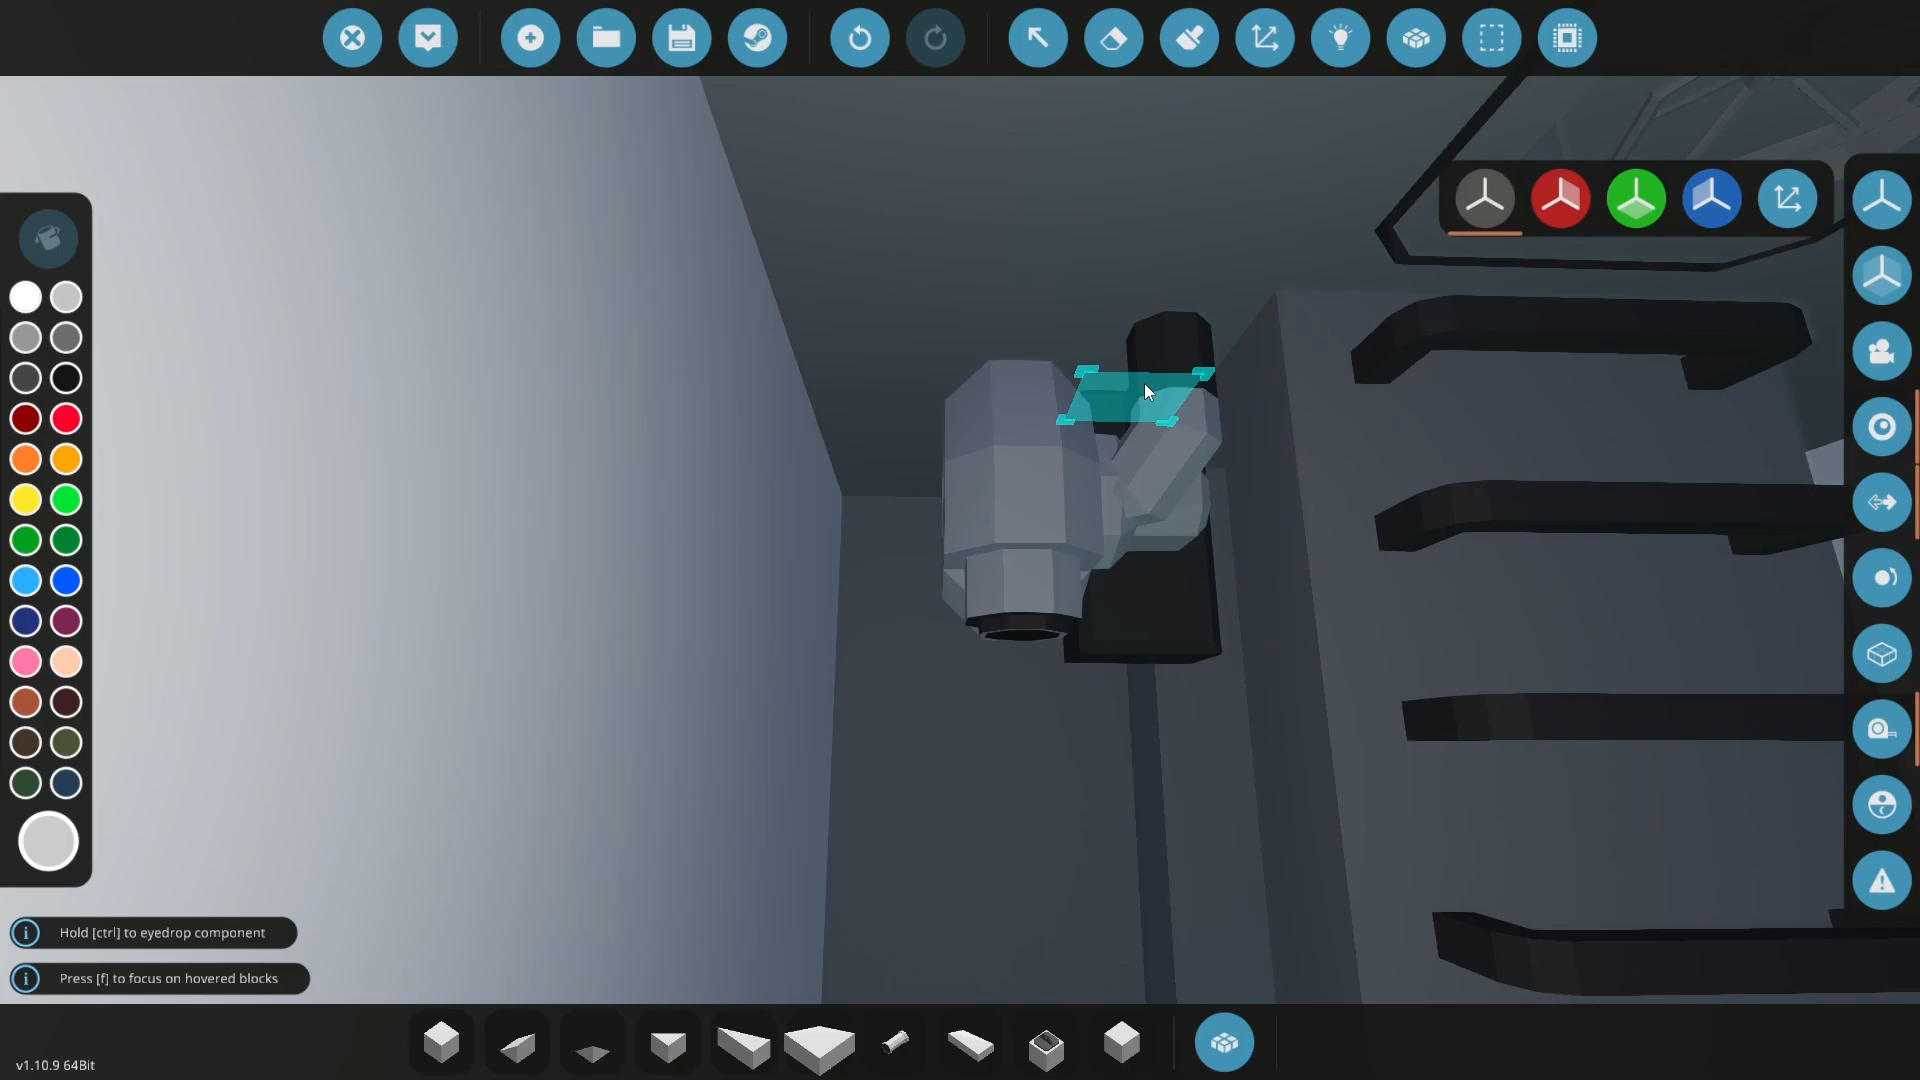 Hold [ctrl] to eyedrop component
Press [f] to focus on hovered blocks
v1.10.9 64Bit